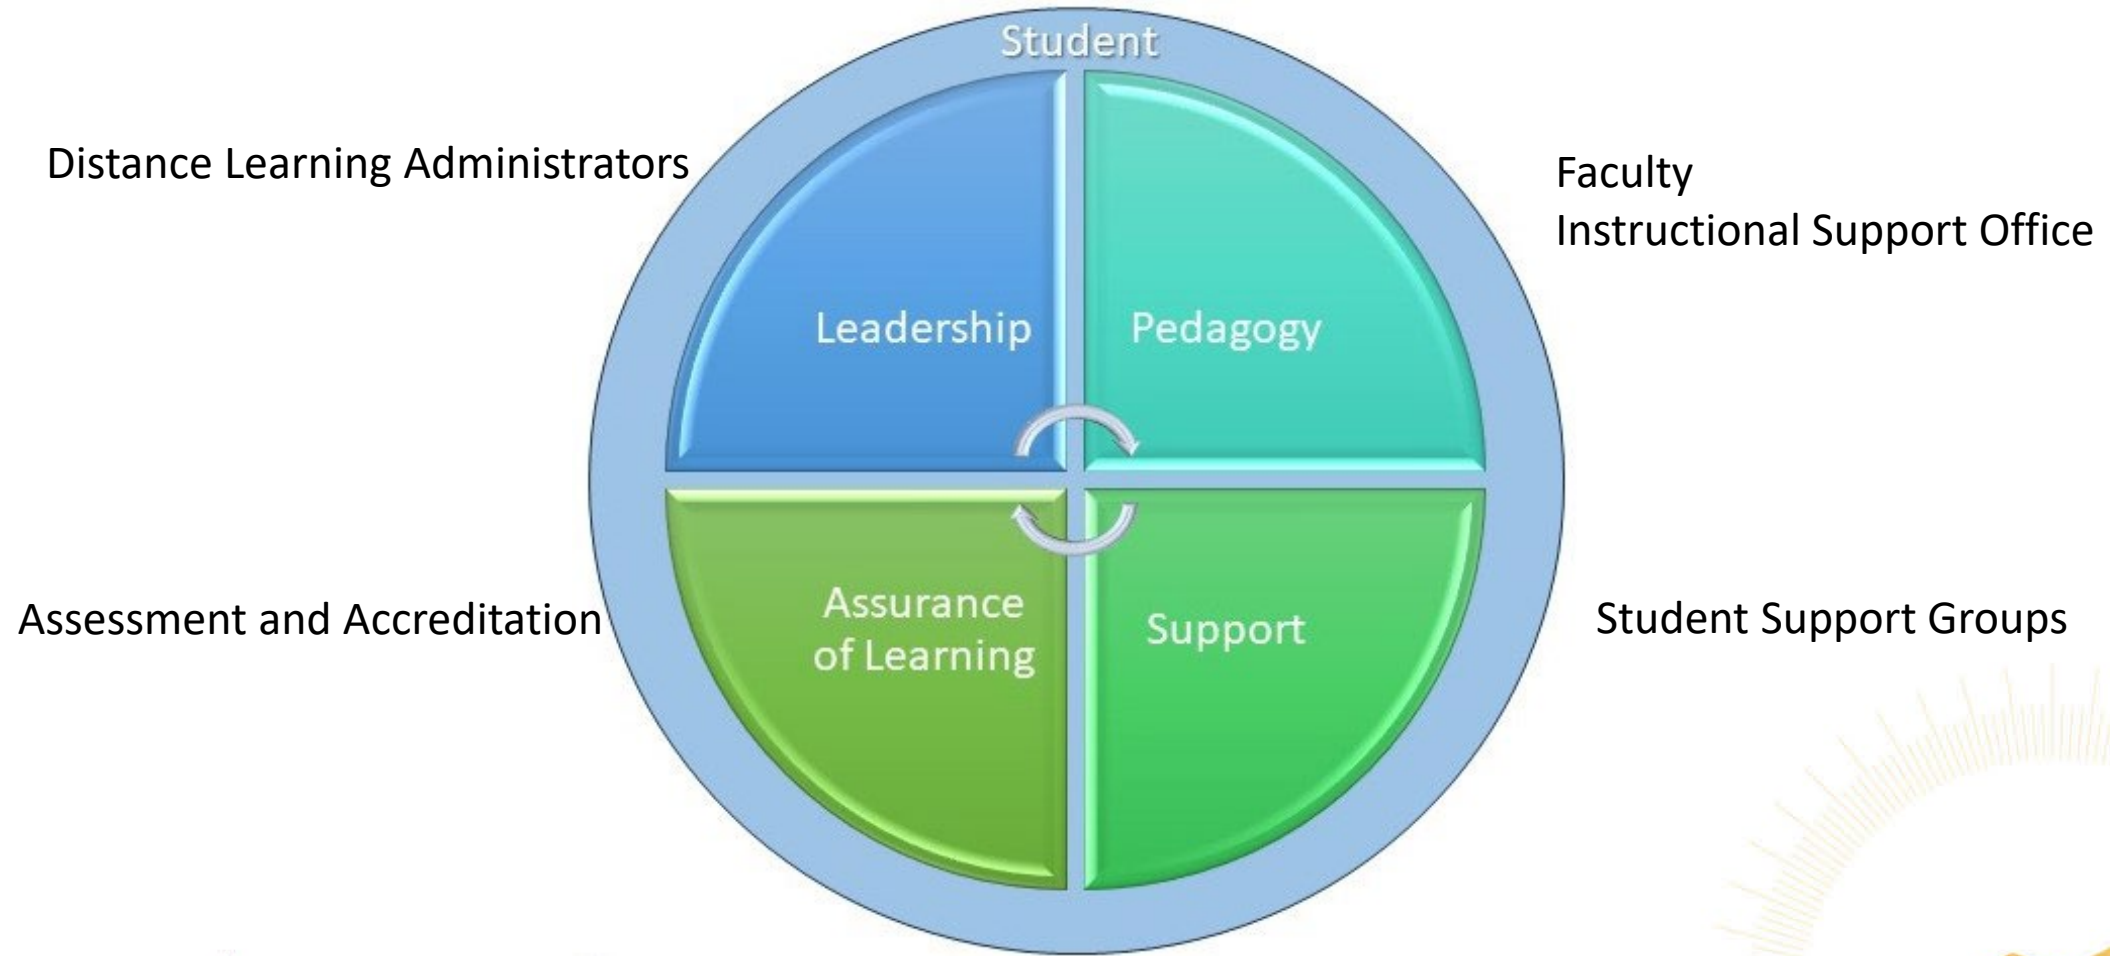 Student
Distance Learning Administrators
Faculty
Instructional Support Office
Leadership
Pedagogy
Assurance
of Learning
Support
Assessment and Accreditation
Student Support Groups